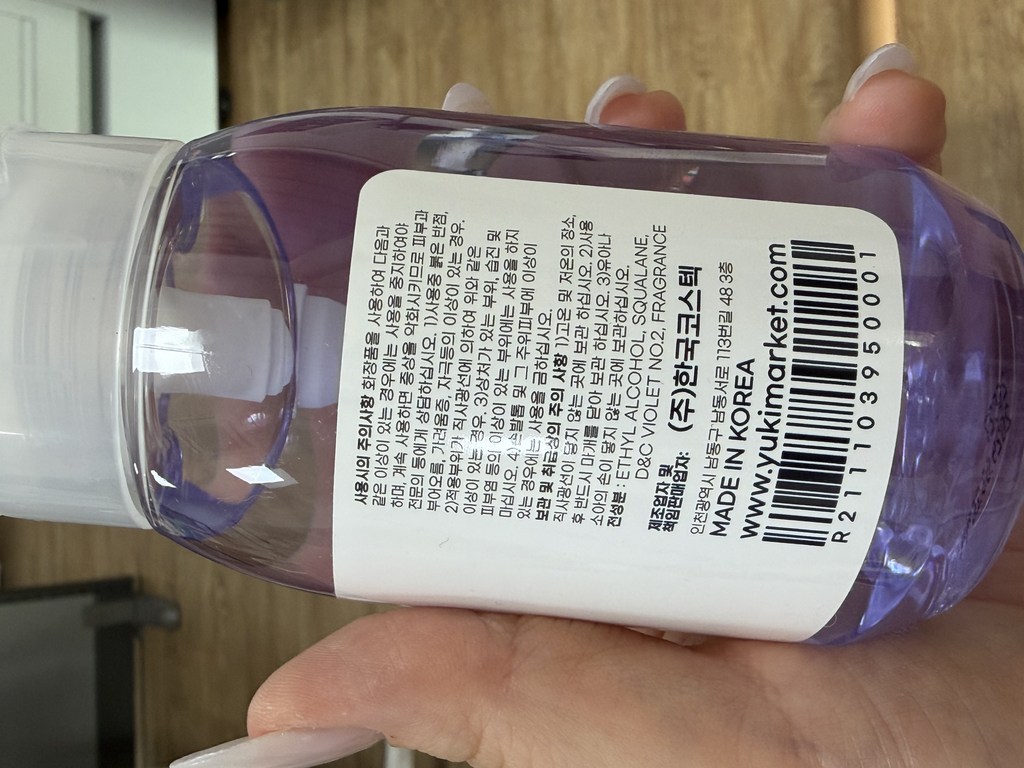 사용시의 주의사항 화장품을 사용하여 다음과
같은 이상이 있는 경우에는 사용을 중지하여야
하며, 계속 사용하면 증상을 악화시키므로 피부과
전문의 등에게 상담하십시오. 1)사용중 붉은 반점,
부어오름, 가려움증, 자극등의 이상이 있는 경우.
2)적용부위가 직사광선에 의하여 위와 같은
이상이 있을 경우. 3)상처가 있는 부위, 습진 및
피부염 등의 이상이 있는 부위에는 사용을 하지
마십시오. 4)손발톱 및 그 주위피부에 이상이
있는 경우에는 사용을 금하십시오.
보관 및 취급상의 주의 사항 1)고온 및 저온의 장소,
직사광선이 닿지 않는 곳에 보관 하십시오. 2)사용
후 반드시 마개를 닫아 보관 하십시오. 3)유아나
소아의 손이 닿지 않는 곳에 보관하십시오.
전성분 : ETHYL ALCOHOL, SQUALANE,
D&C VIOLET NO.2, FRAGRANCE
제조업자 및
책임판매업자: (주)한국코스텍
인천광역시 남동구 남동서로 113번길 48 3층
MADE IN KOREA
www.yukimarket.com
R211103950001